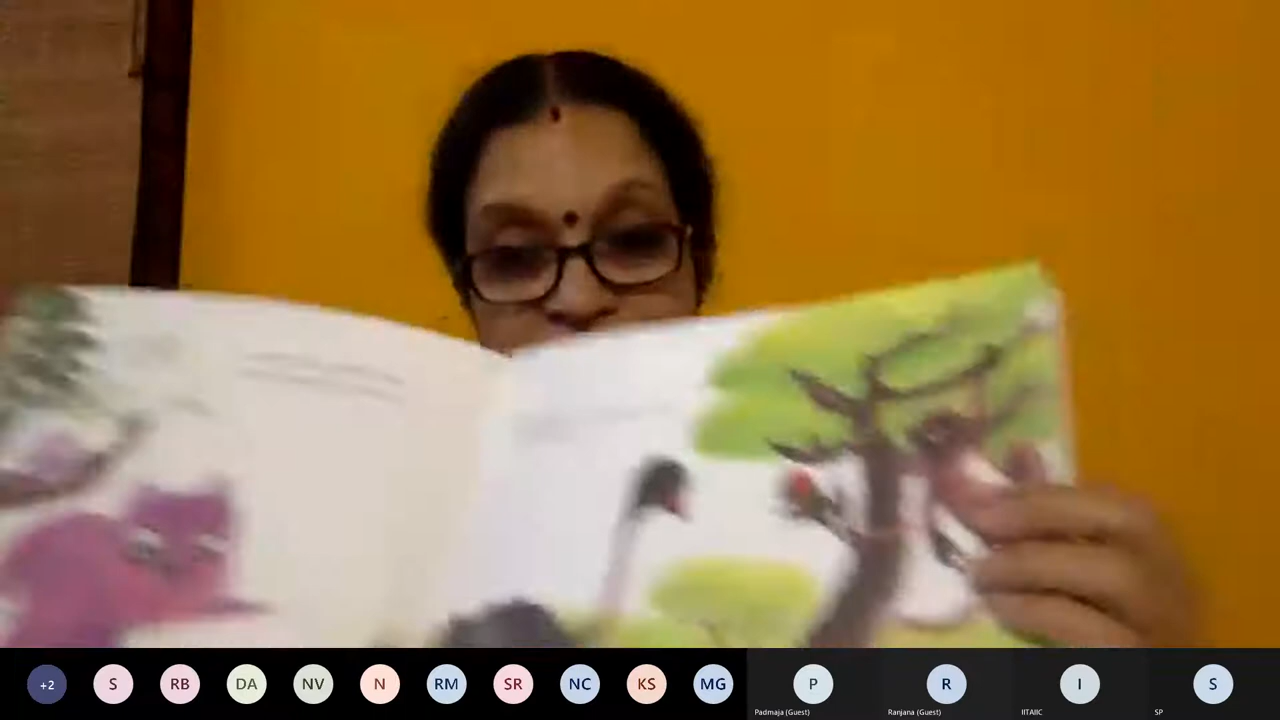 +2 S RB DA NV N RM SR NC KS MG P R I S
Padmaja (Guest) Ranjana (Guest) IITAIIC SP